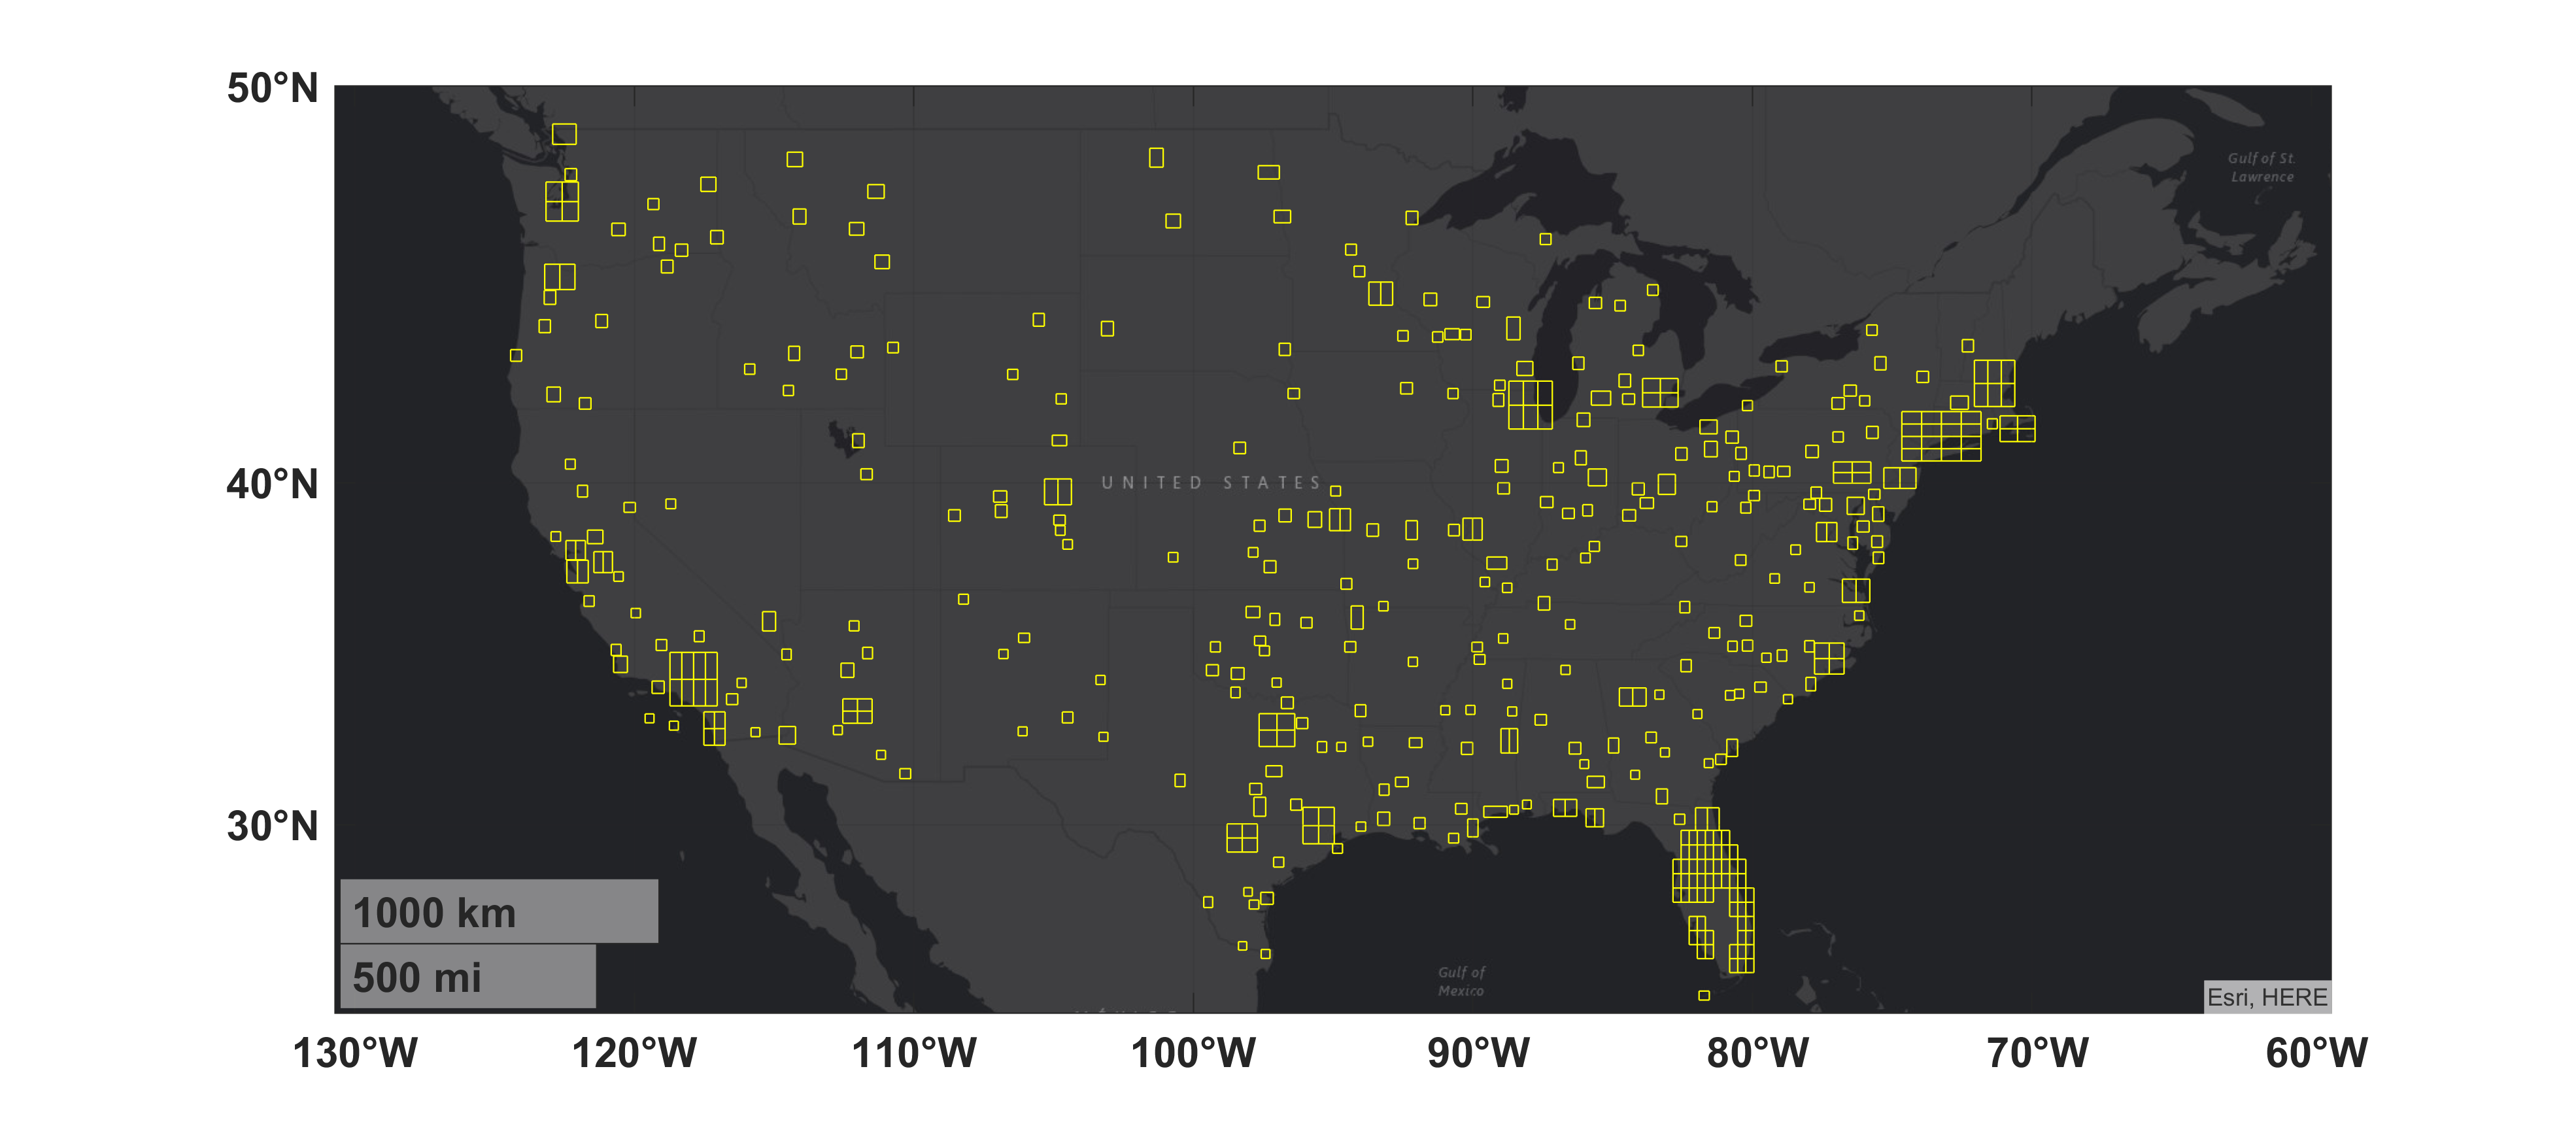 50°N
Gulf of St.
Lawrence
40°N
UNITED STATES
30°N
1000 km
500 mi
Gulf of
Mexico
Esri, HERE
130°W 120°W 110°W 100°W 90°W 80°W 70°W 60°W